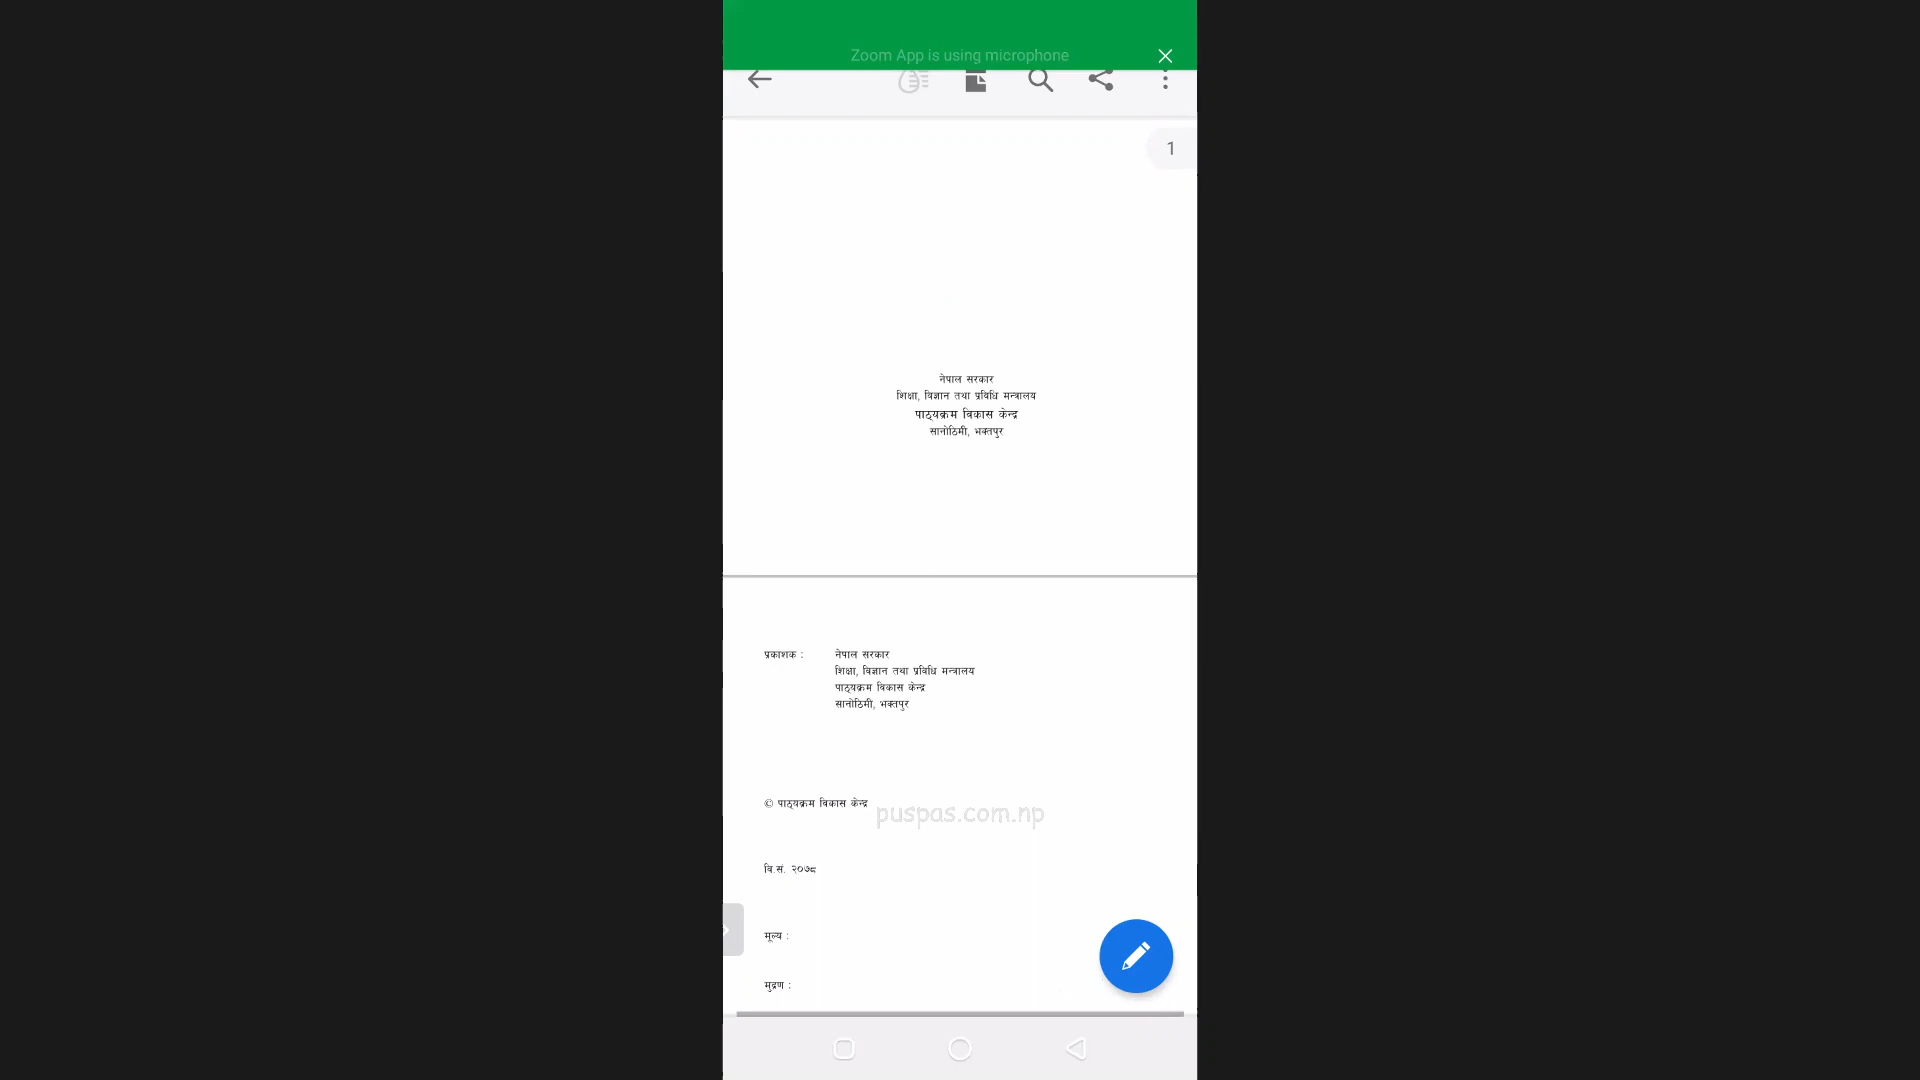 Zoom App is using microphone
1
नेपाल सरकार
शिक्षा, विज्ञान तथा प्रविधि मन्त्रालय
पाठ्यक्रम विकास केन्द्र
सानोठिमी, भक्तपुर
प्रकाशक : नेपाल सरकार
शिक्षा, विज्ञान तथा प्रविधि मन्त्रालय
पाठ्यक्रम विकास केन्द्र
सानोठिमी, भक्तपुर
© पाठ्यक्रम विकास केन्द्र
puspas.com.np
वि.सं. २०७८
मूल्य :
मुद्रण :